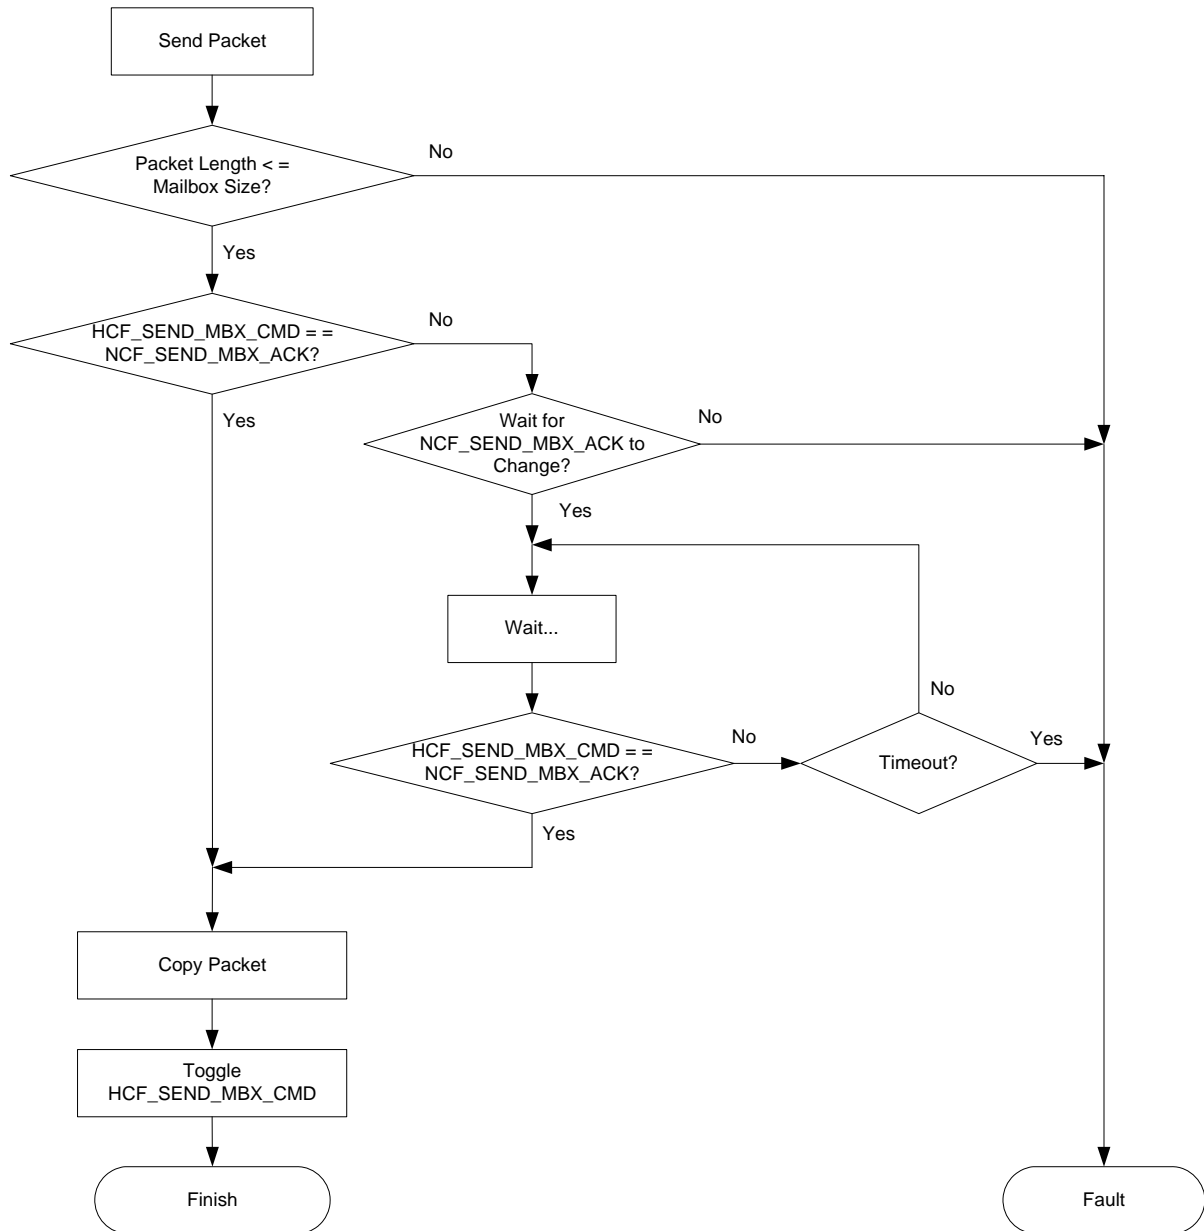 Send Packet
Packet Length < =
Mailbox Size?
No
Yes
HCF_SEND_MBX_CMD = =
NCF_SEND_MBX_ACK?
No
Yes
Wait for
NCF_SEND_MBX_ACK to
Change?
No
Yes
Wait...
HCF_SEND_MBX_CMD = =
NCF_SEND_MBX_ACK?
No
Yes
Timeout?
No
Yes
Copy Packet
Toggle
HCF_SEND_MBX_CMD
Finish
Fault